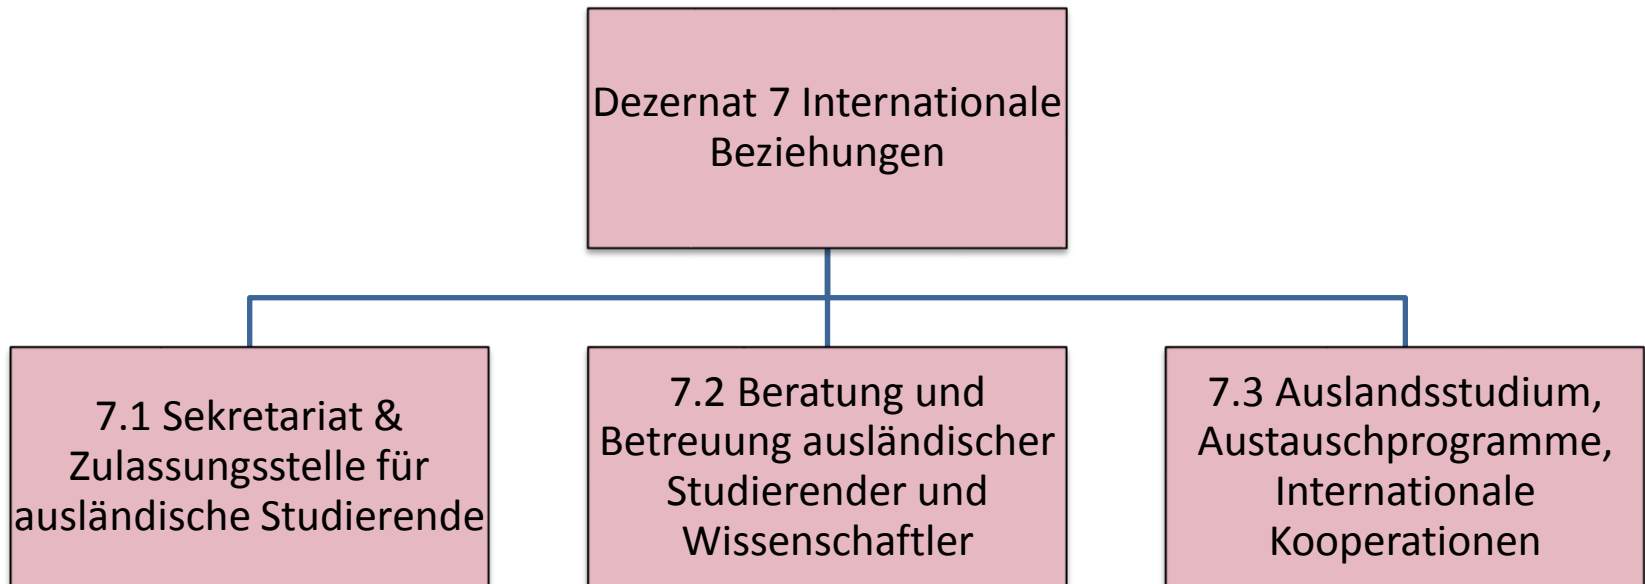 Dezernat 7 Internationale
Beziehungen
7.1 Sekretariat &
Zulassungsstelle für
ausländische Studierende
7.2 Beratung und
Betreuung ausländischer
Studierender und
Wissenschaftler
7.3 Auslandsstudium,
Austauschprogramme,
Internationale
Kooperationen